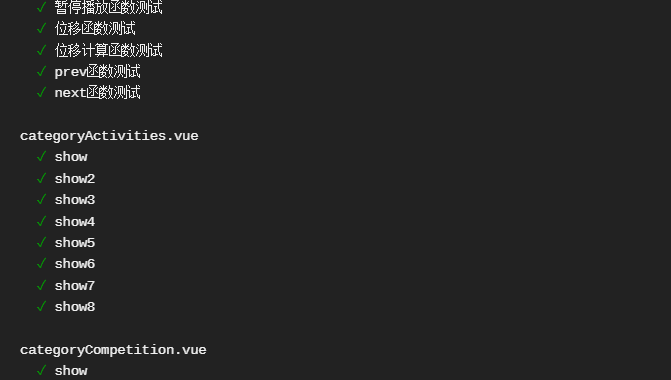 ✓ 暂停播放函数测试
✓ 位移函数测试
✓ 位移计算函数测试
✓ prev函数测试
✓ next函数测试
categoryActivities.vue
✓ show
✓ show2
✓ show3
✓ show4
✓ show5
✓ show6
✓ show7
✓ show8
categoryCompetition.vue
✓ show